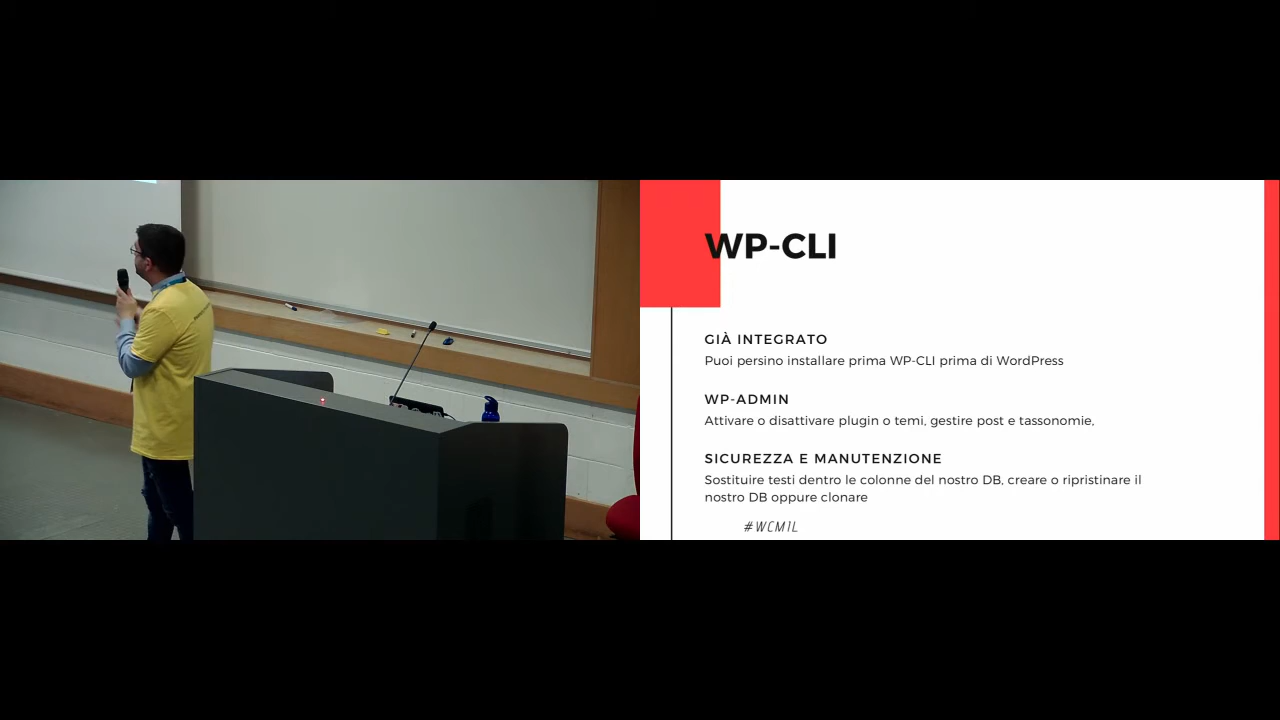 WP-CLI
GIÀ INTEGRATO
Puoi persino installare prima WP-CLI prima di WordPress
WP-ADMIN
Attivare o disattivare plugin o temi, gestire post e tassonomie,
SICUREZZA E MANUTENZIONE
Sostituire testi dentro le colonne del nostro DB, creare o ripristinare il
nostro DB oppure clonare
#WCMIL